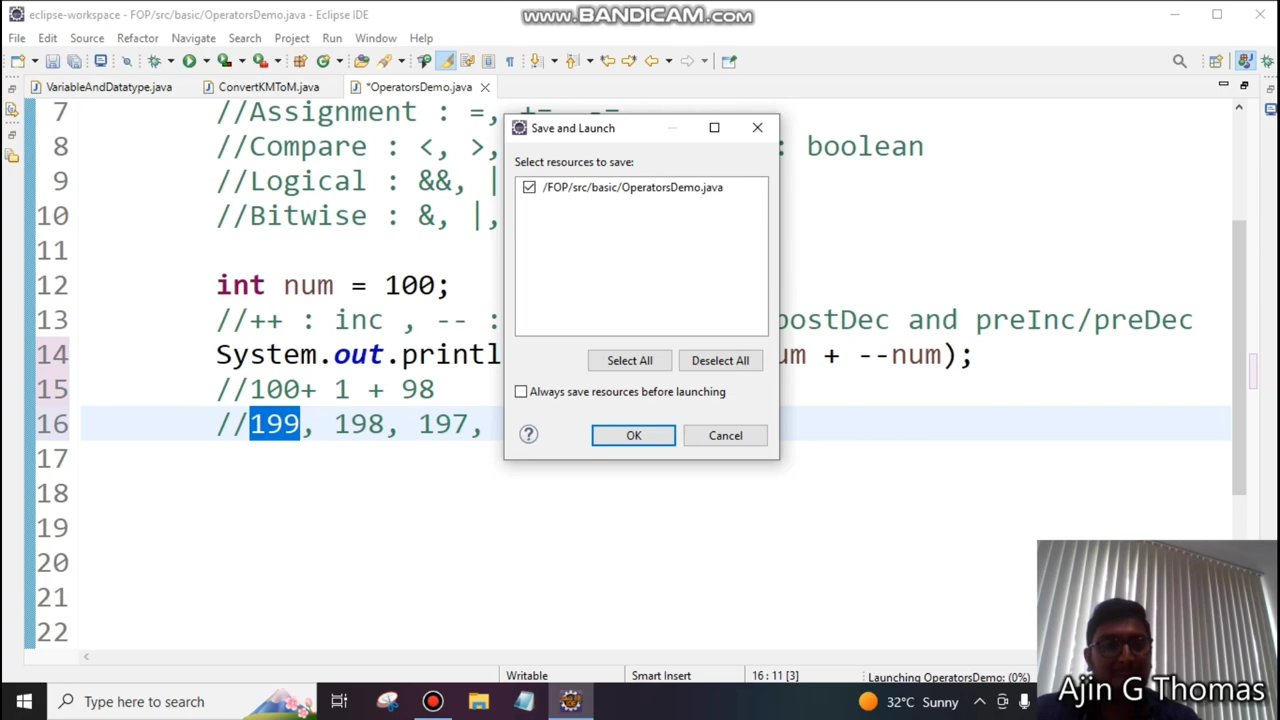 eclipse-workspace - FOP/src/basic/OperatorsDemo.java - Eclipse IDE
www.BANDICAM.com
File Edit Source Refactor Navigate Search Project Run Window Help
VariableAndDatatype.java ConvertKMToM.java *OperatorsDemo.java
7 //Assignment : =, +=, -=
8 //Compare : <, >, : boolean
9 //Logical : &&, |
10 //Bitwise : &, |,
11
12 int num = 100;
13 //++ : inc , -- : postDec and preInc/preDec
14 System.out.printl um + --num);
15 //100+ 1 + 98
16 //199, 198, 197,
17
18
19
20
21
22
Save and Launch
Select resources to save:
/FOP/src/basic/OperatorsDemo.java
Select All Deselect All
Always save resources before launching
? OK Cancel
Writable Smart Insert 16 : 11 [3] Launching OperatorsDemo: (0%)
Ajin G Thomas
Type here to search 32°C Sunny